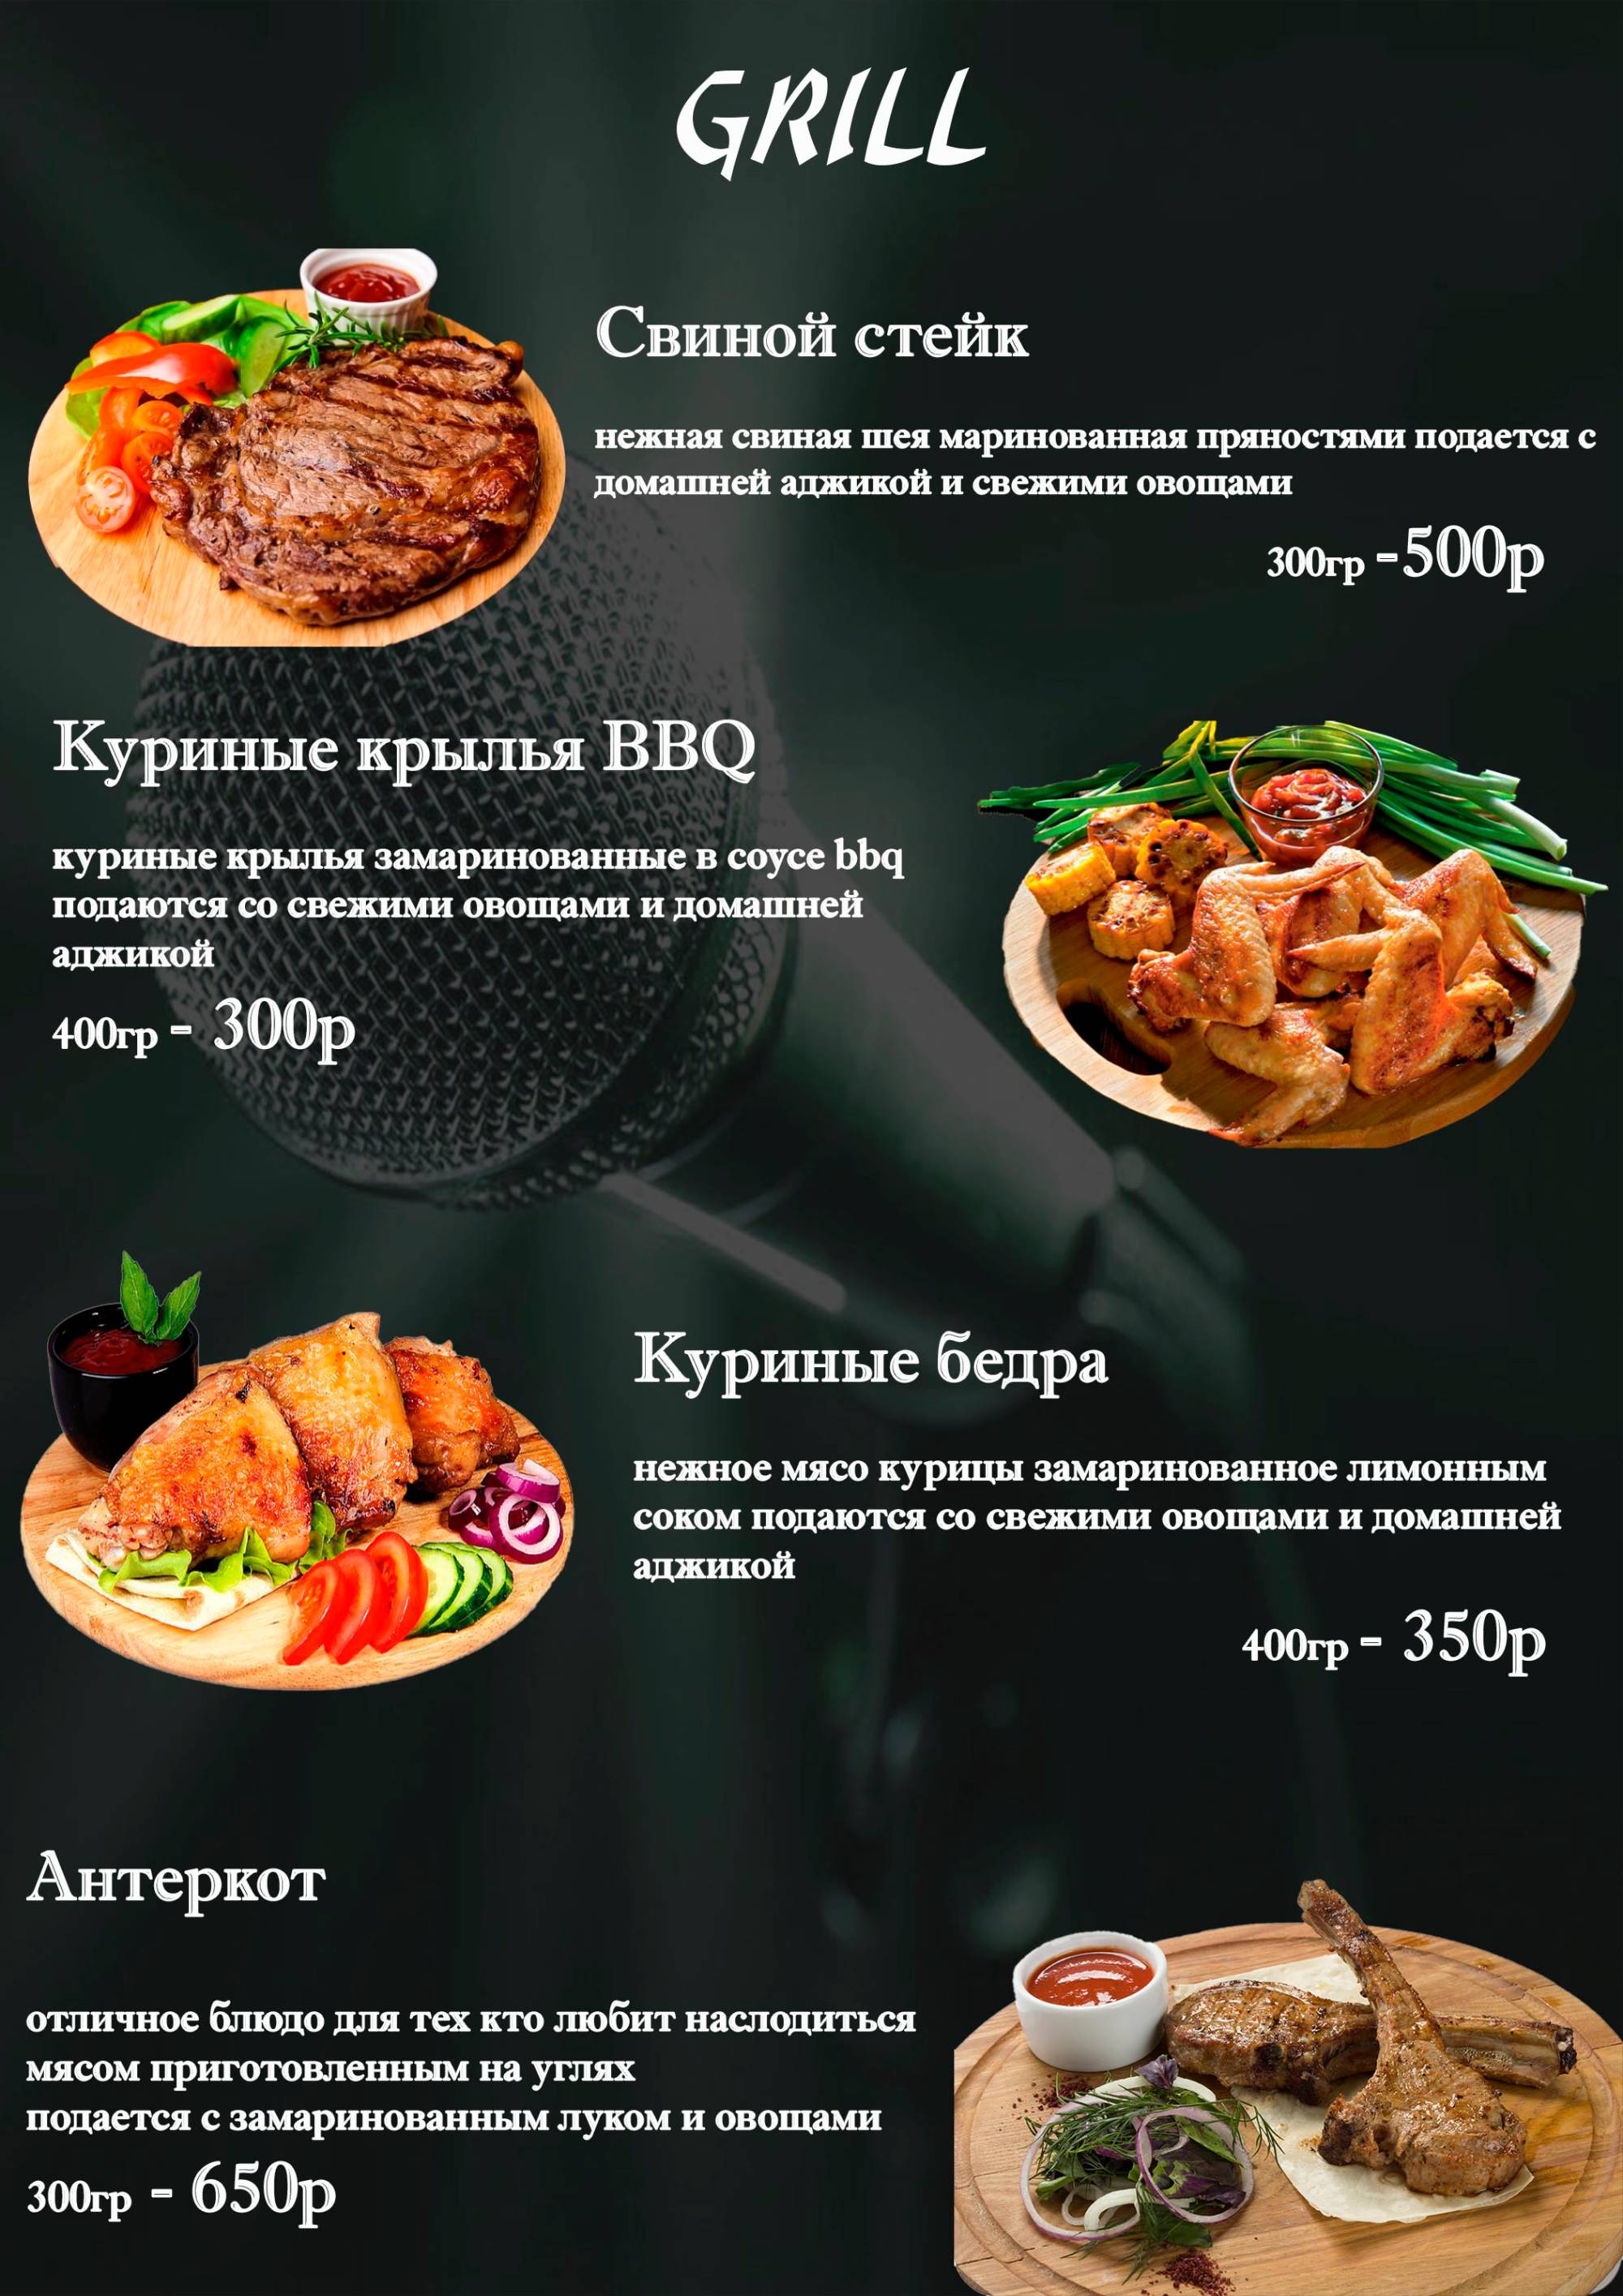 GRILL
Свиной стейк
нежная свиная шея маринованная пряностями подается с
домашней аджикой и свежими овощами
300гр -500р
Куриные крылья BBQ
куриные крылья замаринованные в соусе bbq
подаются со свежими овощами и домашней
аджикой
400гр - 300р
Куриные бедра
нежное мясо курицы замаринованное лимонным
соком подаются со свежими овощами и домашней
аджикой
400гр - 350р
Антеркот
отличное блюдо для тех кто любит наслодиться
мясом приготовленным на углях
подается с замаринованным луком и овощами
300гр - 650р